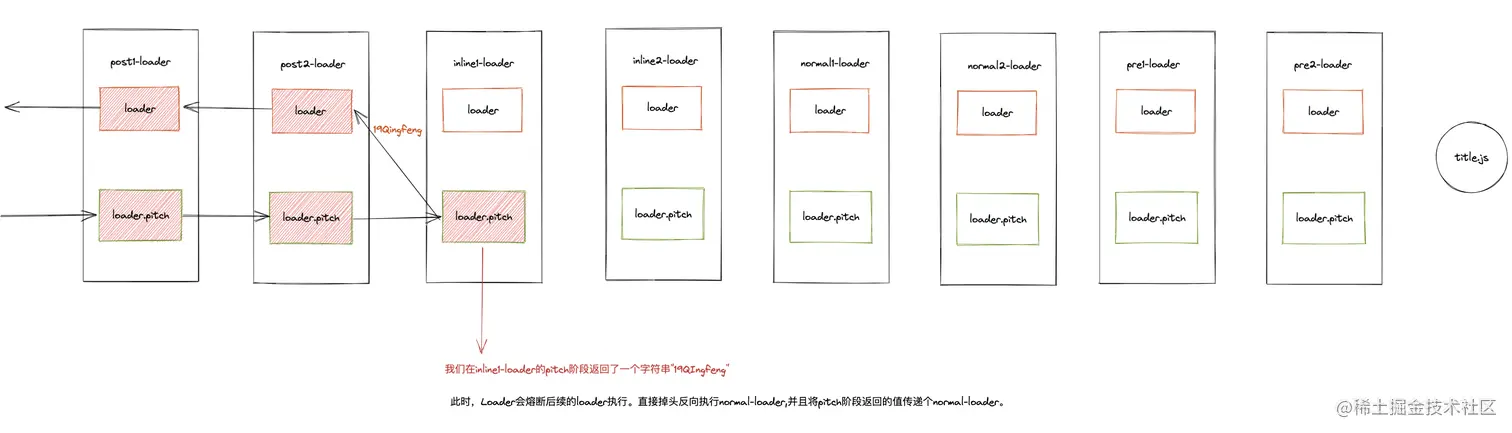 post1-loader
post2-loader
inline1-loader
inline2-loader
normal1-loader
normal2-loader
pre1-loader
pre2-loader
loader
loader
loader
loader
loader
loader
loader
loader
19Qingfeng
title.js
loader.pitch
loader.pitch
loader.pitch
loader.pitch
loader.pitch
loader.pitch
loader.pitch
loader.pitch
我们在inline1-loader的pitch阶段返回了一个字符串"19QIngfeng"
此时，Loader会熔断后续的loader执行。直接掉头反向执行normal-loader,并且将pitch阶段返回的值传递个normal-loader。
@稀土掘金技术社区